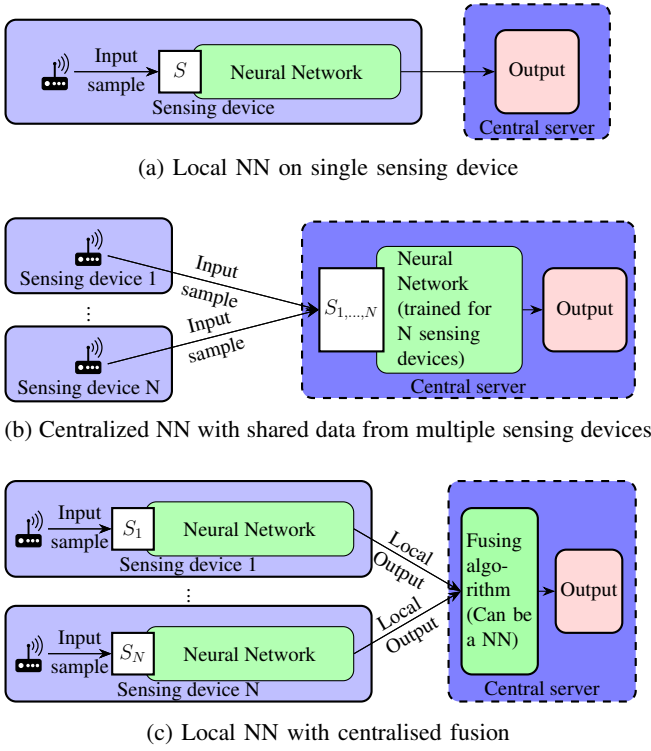 Input
sample
S
Neural Network
Sensing device
Output
Central server
(a) Local NN on single sensing device
Sensing device 1
Input
sample
...
Input
sample
Sensing device N
S1,...,N
Neural
Network
(trained for
N sensing
devices)
Output
Central server
(b) Centralized NN with shared data from multiple sensing devices
Input
sample
S1
Neural Network
Sensing device 1
Local
Output
...
Input
sample
SN
Neural Network
Sensing device N
Local
Output
Fusing
algo-
rithm
(Can be
a NN)
Output
Central server
(c) Local NN with centralised fusion